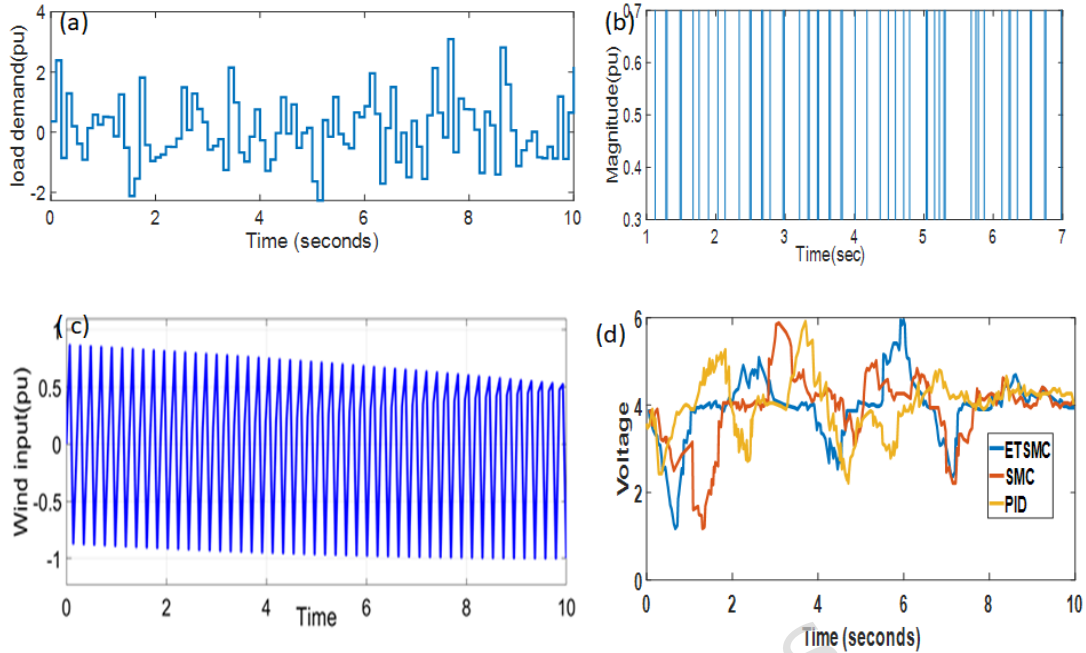 (a)
4
2
0
-2
load demand(pu)
0 2 4 6 8 10
Time (seconds)
(b)
0.7
0.6
0.5
0.4
0.3
Magnitude(pu)
1 2 3 4 5 6 7
Time(sec)
( c)
1
0.5
0
-0.5
-1
Wind input(pu)
0 2 4 6 8 10
Time
(d)
6
4
2
0
Voltage
ETSMC
SMC
PID
0 2 4 6 8 10
Time (seconds)